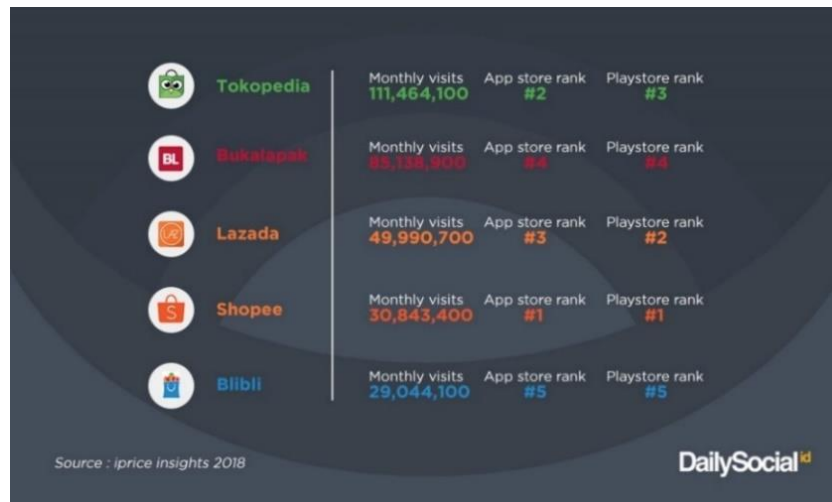 Tokopedia
Monthly visits App store rank Playstore rank
111,464,100 #2 #3
BL
Bukalapak
Monthly visits App store rank Playstore rank
85,138,900 #4 #4
Lazada
Monthly visits App store rank Playstore rank
49,990,700 #3 #2
S
Shopee
Monthly visits App store rank Playstore rank
30,843,400 #1 #1
Blibli
Monthly visits App store rank Playstore rank
29,044,100 #5 #5
Source : iprice insights 2018
DailySocial id